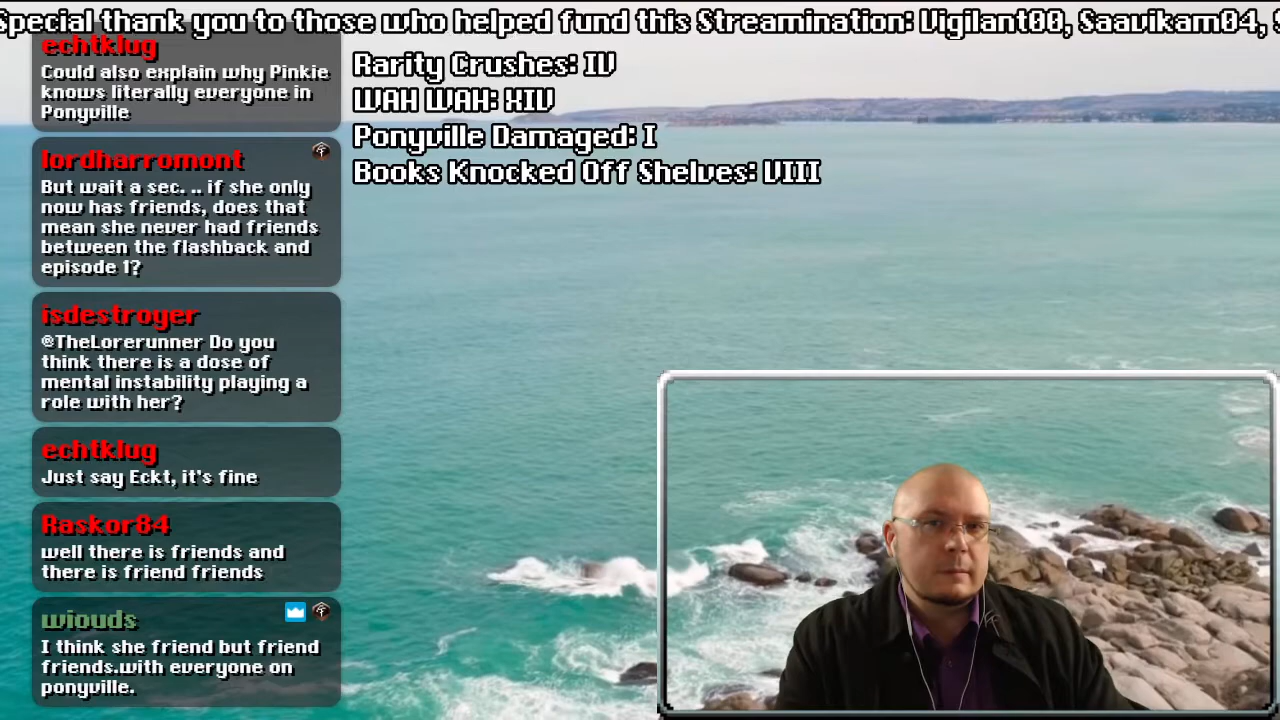 Special thank you to those who helped fund this Streamination: Vigilant00, Saavikam04,
echtklug
Could also explain why Pinkie
knows literally everyone in
Ponyville
lordharromont
But wait a sec. .. if she only
now has friends, does that
mean she never had friends
between the flashback and
episode 1?
isdestroyer
@TheLorerunner Do you
think there is a dose of
mental instability playing a
role with her?
echtklug
Just say Eckt, it's fine
Raskor84
well there is friends and
there is friend friends
wiouds
I think she friend but friend
friends.with everyone on
ponyville.
Rarity Crushes: IV
WAH WAH: XIV
Ponyville Damaged: I
Books Knocked Off Shelves: VIII